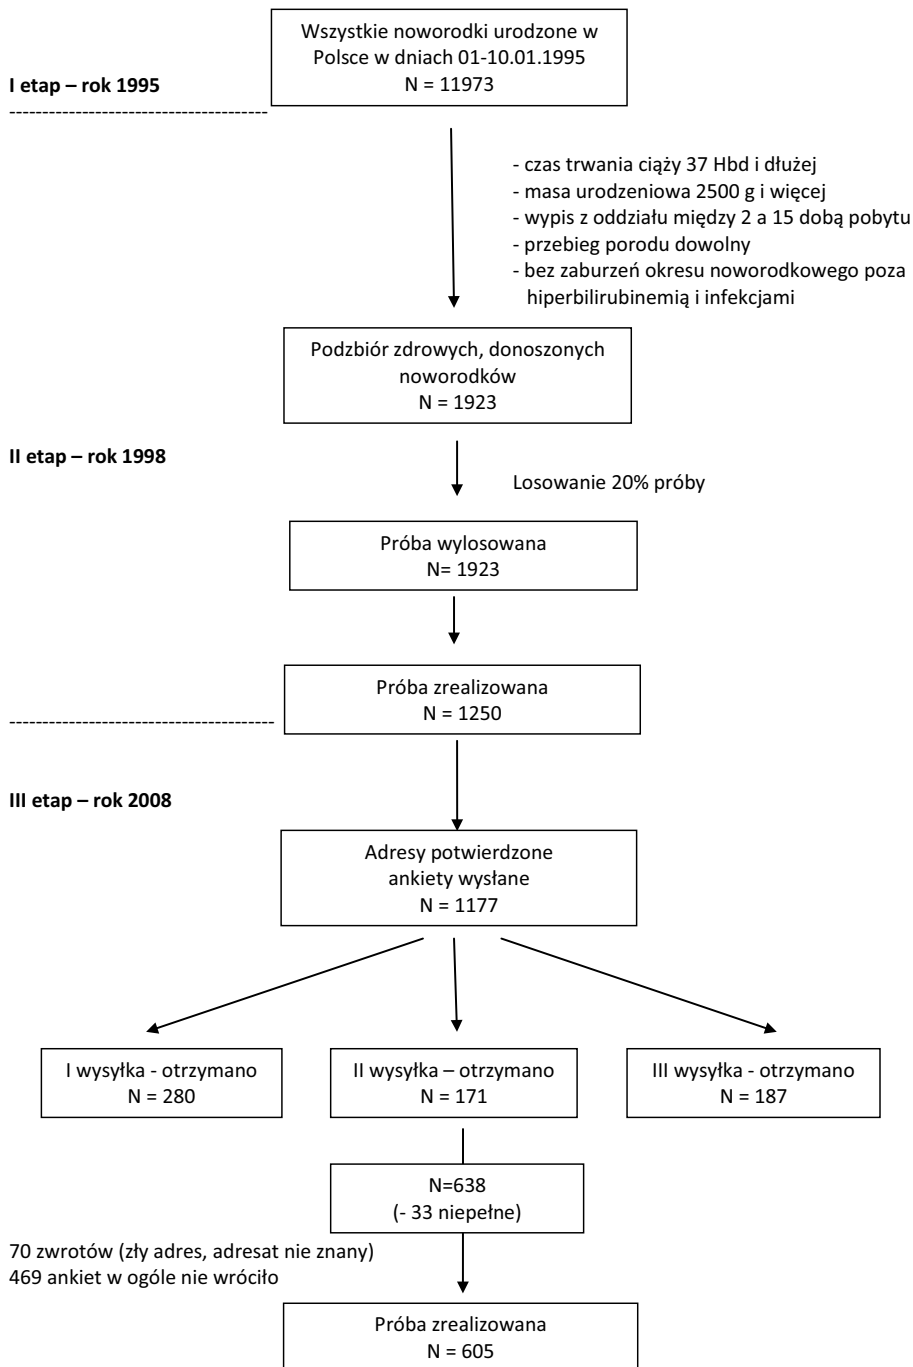 Wszystkie noworodki urodzone w
Polsce w dniach 01-10.01.1995
N = 11973
I etap – rok 1995
---------------------------------------
- czas trwania ciąży 37 Hbd i dłużej
- masa urodzeniowa 2500 g i więcej
- wypis z oddziału między 2 a 15 dobą pobytu
- przebieg porodu dowolny
- bez zaburzeń okresu noworodkowego poza
hiperbilirubinemią i infekcjami
Podzbiór zdrowych, donoszonych
noworodków
N = 1923
II etap – rok 1998
Losowanie 20% próby
Próba wylosowana
N= 1923
Próba zrealizowana
N = 1250
----------------------------------------
III etap – rok 2008
Adresy potwierdzone
ankiety wysłane
N = 1177
I wysyłka - otrzymano
N = 280
II wysyłka – otrzymano
N = 171
III wysyłka - otrzymano
N = 187
N=638
(- 33 niepełne)
70 zwrotów (zły adres, adresat nie znany)
469 ankiet w ogóle nie wróciło
Próba zrealizowana
N = 605